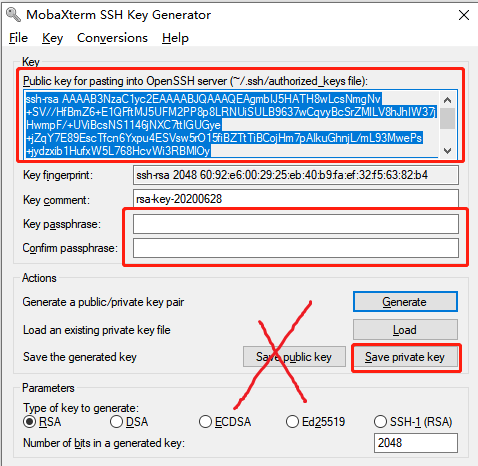 MobaXterm SSH Key Generator
File Key Conversions Help
Key
Public key for pasting into OpenSSH server (~/.ssh/authorized_keys file):
ssh-rsa AAAAB3NzaC1yc2EAAAABJQAAAQEAgmblJ5HATH8wLcsNmgNv
+SV//HfBmZ6+E1QftMJ5UFM2PP8p8LRNUiSULB9637wCqyyBcSrZMlLV8hJhlW37j
HwmpF/+UViBcsNS1146jNXC7ttIGUGye
+jZqY7E89EscTfcn6Yxpu4ESVsw5rO15fiBZTtTiBCojHm7pAlkuGhnjL/mL93MwePs
+jydzxib1HufxW5L768HcvWi3RBMlOy
Key fingerprint: ssh-rsa 2048 60:92:e6:00:29:25:eb:40:b9:fa:ef:32:f5:63:82:b4
Key comment: rsa-key-20200628
Key passphrase:
Confirm passphrase:
Actions
Generate a public/private key pair Generate
Load an existing private key file Load
Save the generated key Save public key Save private key
Parameters
Type of key to generate:
RSA DSA ECDSA Ed25519 SSH-1 (RSA)
Number of bits in a generated key: 2048